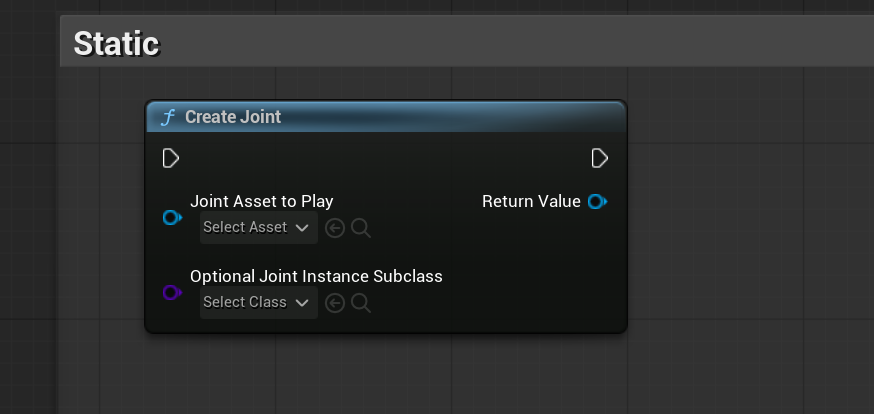 Static
Create Joint
Joint Asset to Play
Return Value
Select Asset
Optional Joint Instance Subclass
Select Class